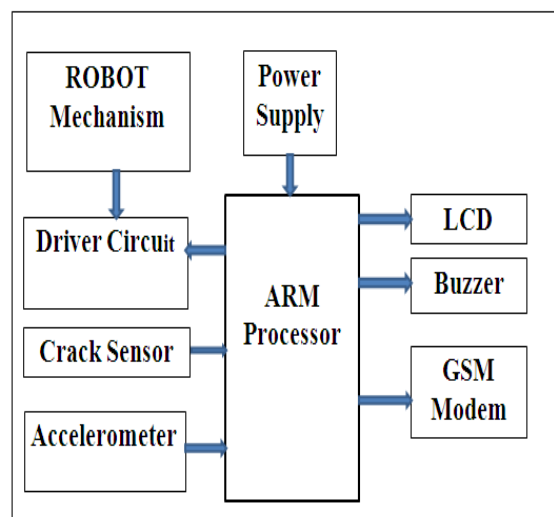 ROBOT
Mechanism
Power
Supply
Driver Circuit
LCD
Buzzer
ARM
Processor
Crack Sensor
GSM
Modem
Accelerometer